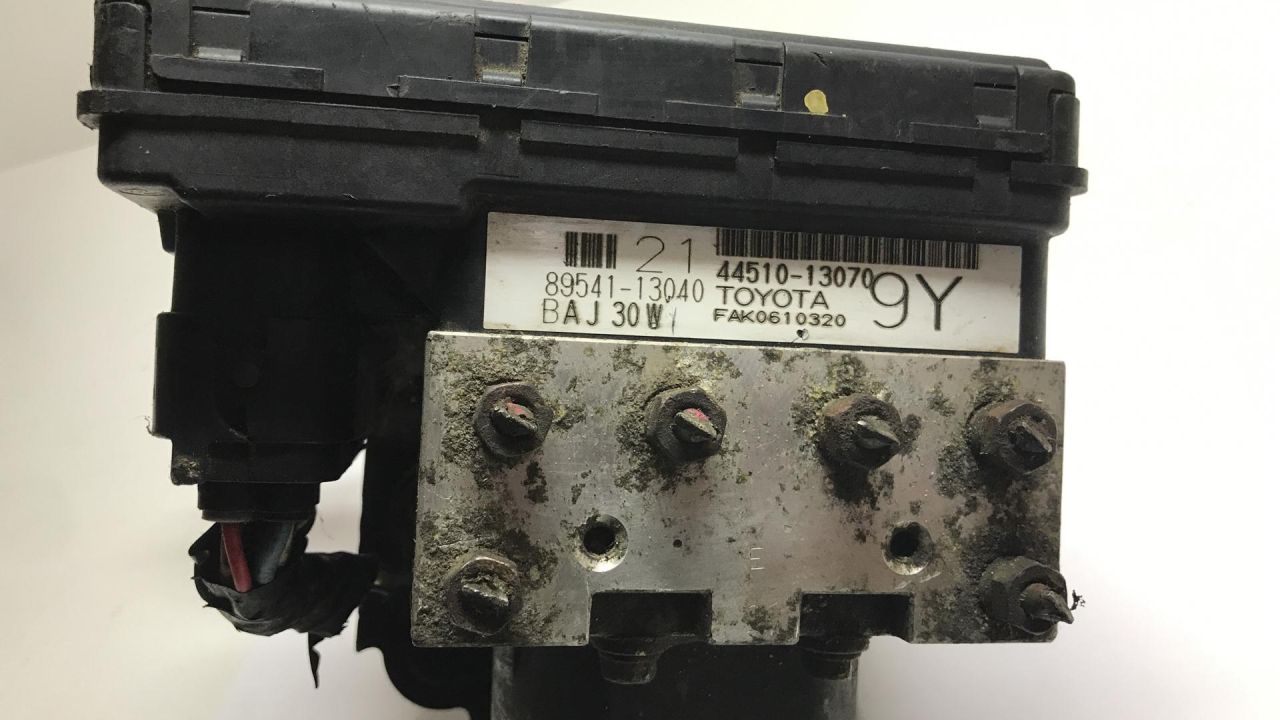 21
89541-13040
BAJ 30W
44510-13070
TOYOTA
FAK0610320
9Y
E